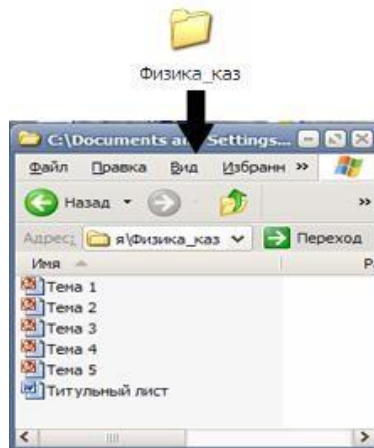 Физика_каз
C:\Documents and Settings...
Файл Правка Вид Избранн »
Назад »
Адрес: я\Физика_каз Переход
Имя Р
Тема 1
Тема 2
Тема 3
Тема 4
Тема 5
Титульный лист